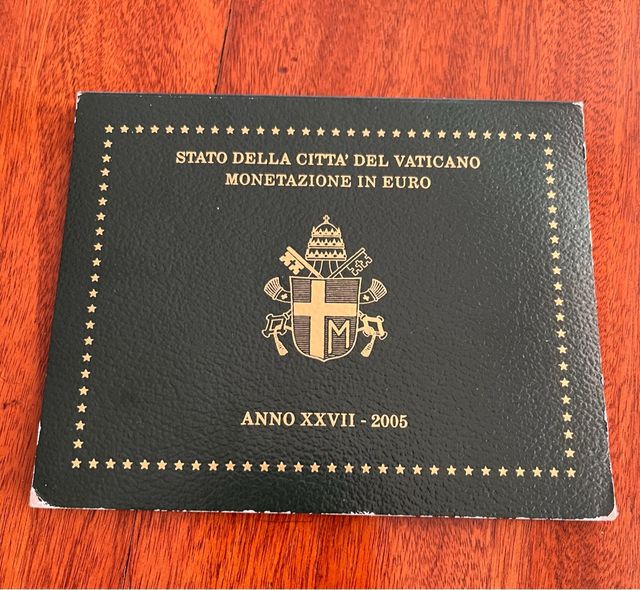 STATO DELLA CITTA' DEL VATICANO
MONETAZIONE IN EURO
M
ANNO XXVII - 2005